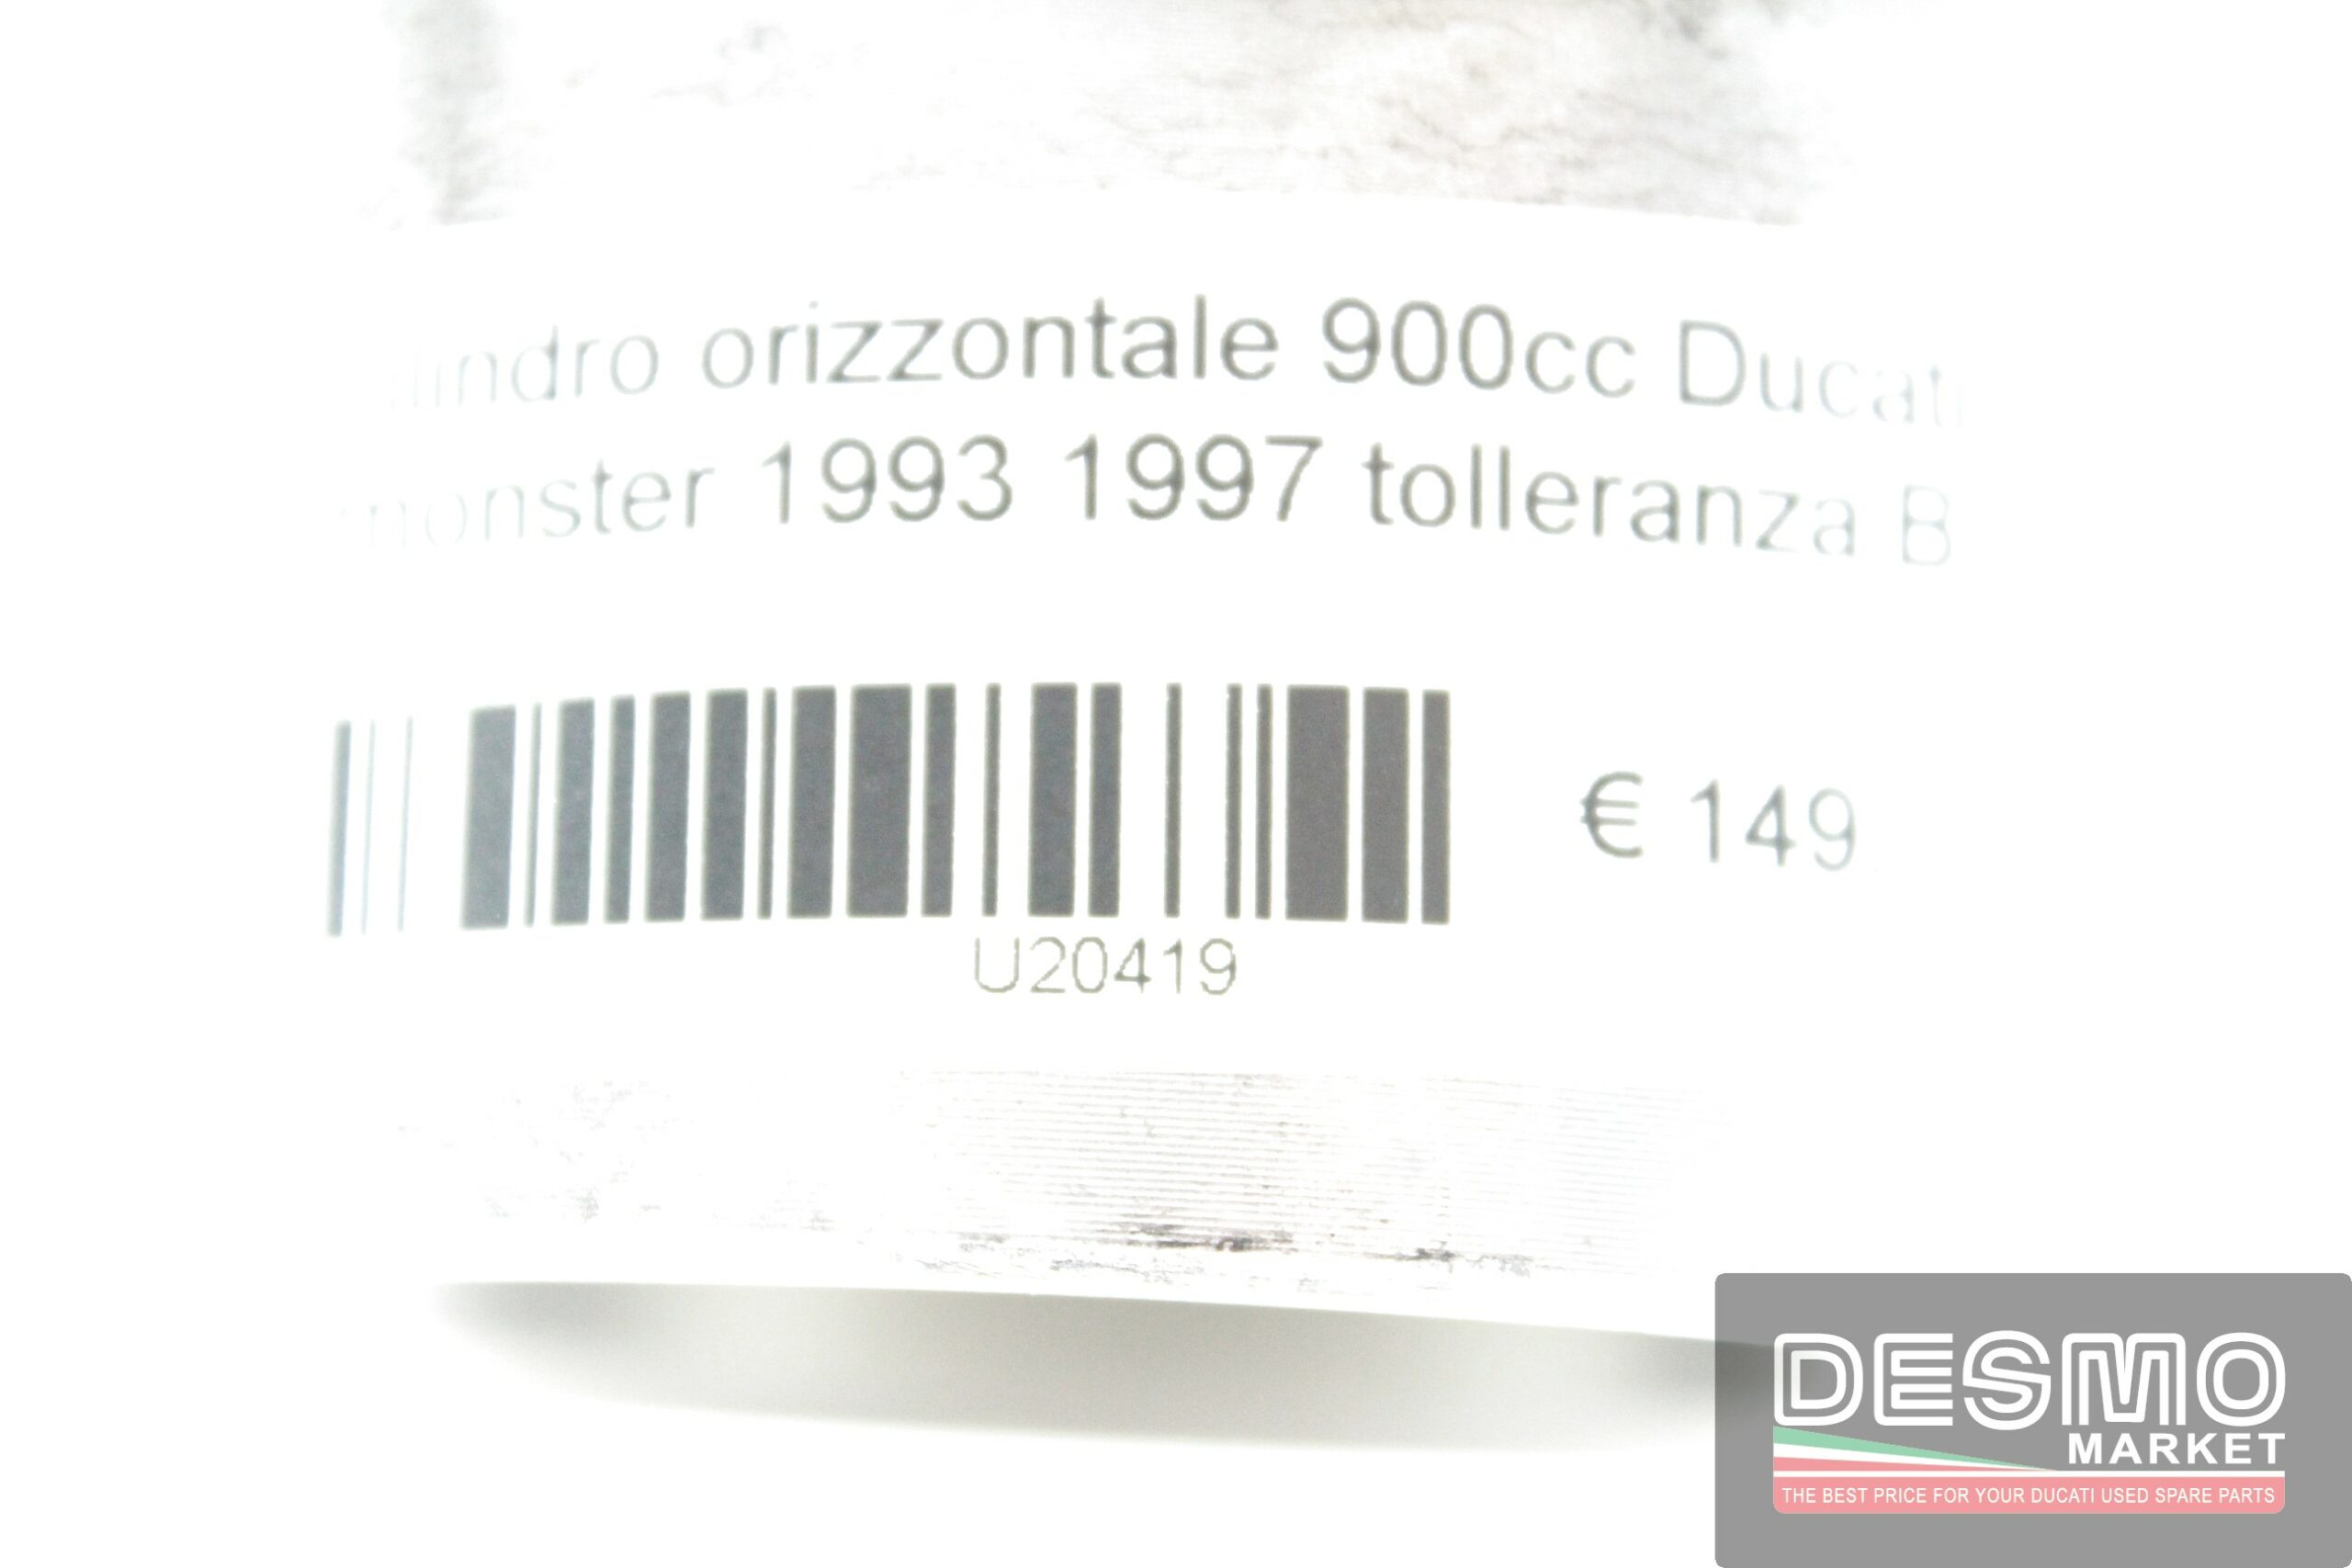 orizzontale 900cc Ducati
monster 1993 1997 tolleranza B
€ 149
U20419
DESMO
MARKET
THE BEST PRICE FOR YOUR DUCATI USED SPARE PARTS